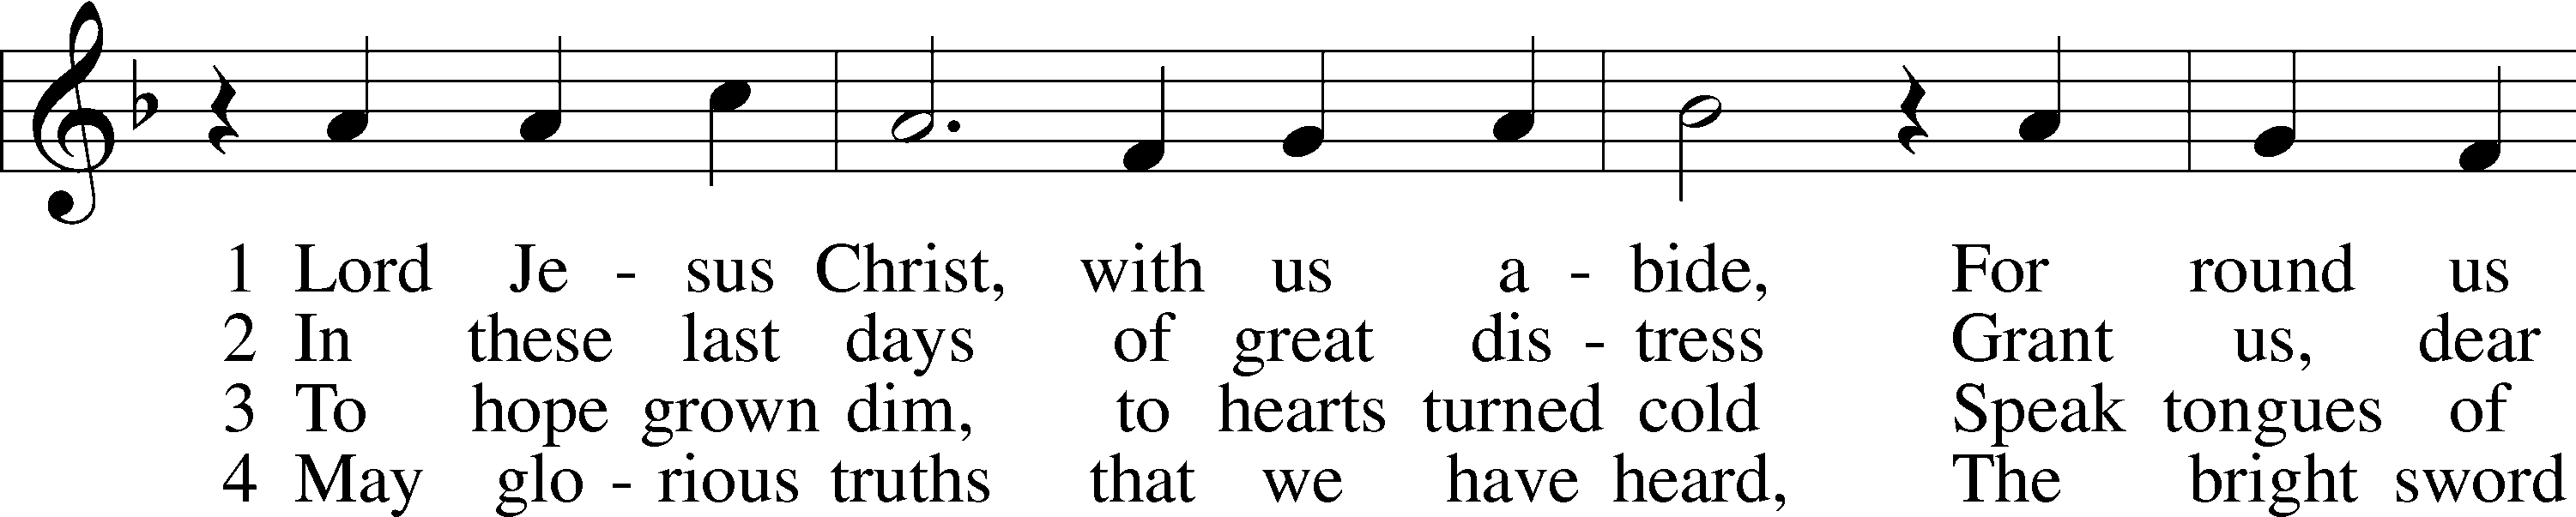 1 Lord Je - sus Christ, with us a - bide, For round us
2 In these last days of great dis - tress Grant us, dear
3 To hope grown dim, to hearts turned cold Speak tongues of
4 May glo - rious truths that we have heard, The bright sword